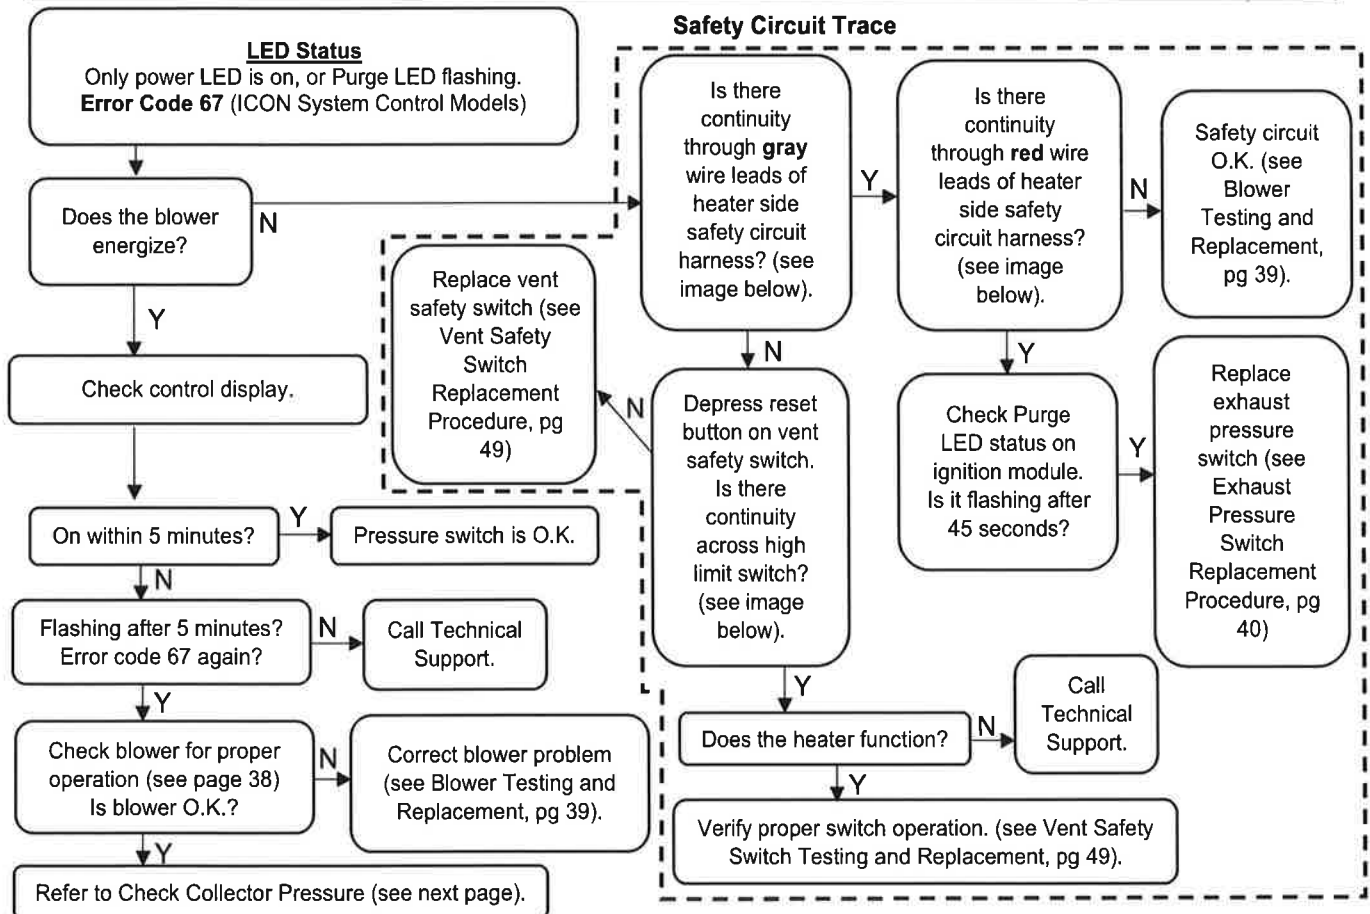 Safety Circuit Trace
LED Status
Only power LED is on, or Purge LED flashing.
Error Code 67 (ICON System Control Models)
Does the blower
energize?
N
Y
Check control display.
On within 5 minutes?
Y
Pressure switch is O.K.
N
Flashing after 5 minutes?
Error code 67 again?
N
Call Technical
Support.
Y
Check blower for proper
operation (see page 38)
Is blower O.K.?
N
Correct blower problem
(see Blower Testing and
Replacement, pg 39).
Y
Refer to Check Collector Pressure (see next page).
Is there
continuity
through gray
wire leads of
heater side
safety circuit
harness? (see
image below).
Y
Is there
continuity
through red wire
leads of heater
side safety
circuit harness?
(see image
below).
N
Safety circuit
O.K. (see
Blower
Testing and
Replacement,
pg 39).
Y
Check Purge
LED status on
ignition module.
Is it flashing after
45 seconds?
Y
Replace
exhaust
pressure
switch (see
Exhaust
Pressure
Switch
Replacement
Procedure, pg
40)
N
Depress reset
button on vent
safety switch.
Is there
continuity
across high
limit switch?
(see image
below).
N
Replace vent
safety switch (see
Vent Safety
Switch
Replacement
Procedure, pg
49)
Y
Does the heater function?
N
Call
Technical
Support.
Y
Verify proper switch operation. (see Vent Safety
Switch Testing and Replacement, pg 49).